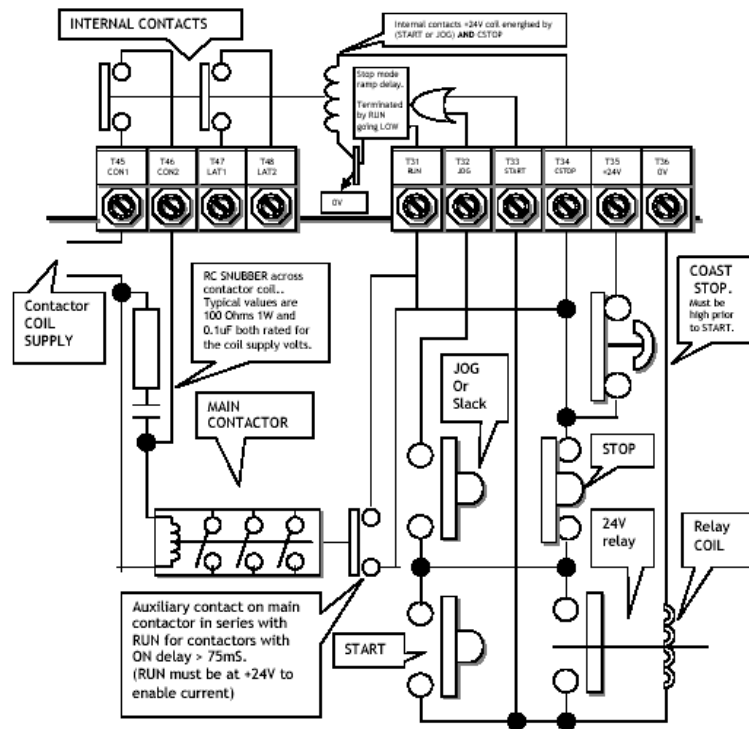 INTERNAL CONTACTS
Internal contacts +24V coil energised by
(START or JOG) AND CSTOP
Stop mode
ramp delay.
Terminated
by RUN
going LOW
0V
T45
CON1
T46
CON2
T47
LAT1
T48
LAT2
T31
RUN
T32
JOG
T33
START
T34
CSTOP
T35
+24V
T36
0V
Contactor
COIL
SUPPLY
RC SNUBBER across
contactor coil..
Typical values are
100 Ohms 1W and
0.1uF both rated for
the coil supply volts.
COAST
STOP.
Must be
high prior
to START.
MAIN
CONTACTOR
JOG
Or
Slack
STOP
24V
relay
Relay
COIL
Auxiliary contact on main
contactor in series with
RUN for contactors with
ON delay > 75mS.
(RUN must be at +24V to
enable current)
START